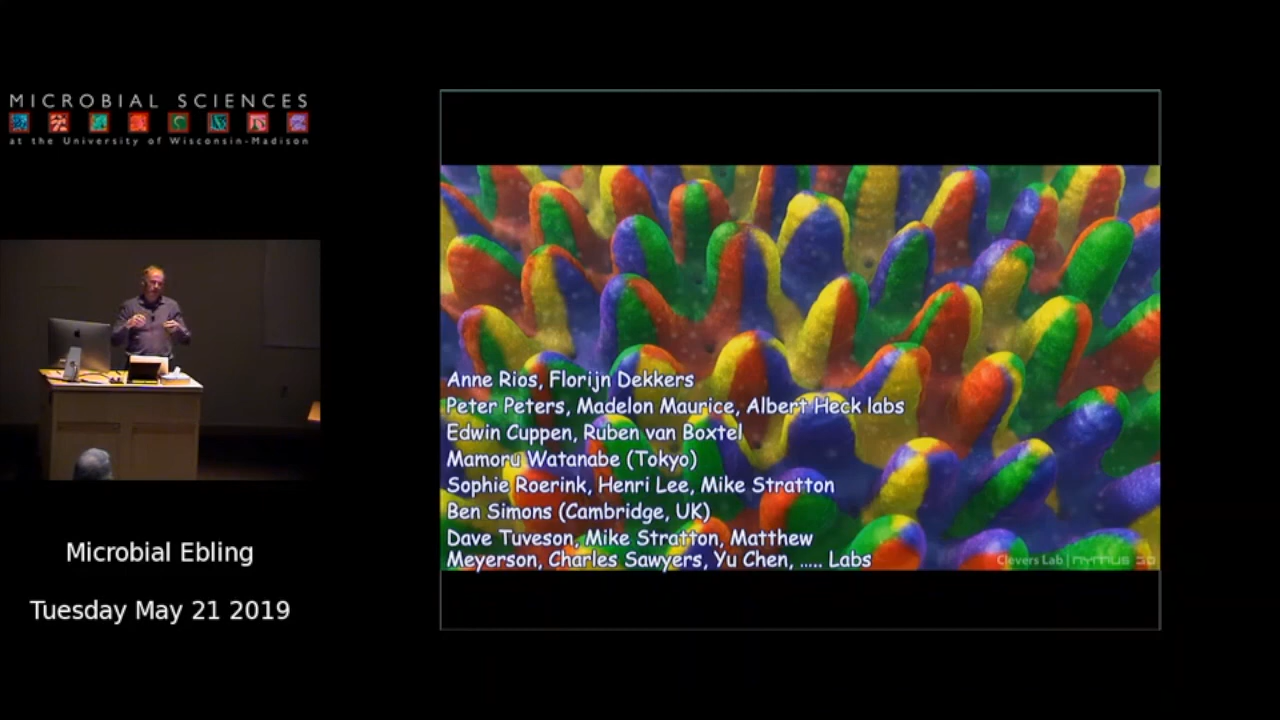 MICROBIAL SCIENCES
at the University of Wisconsin-Madison
Microbial Ebling
Tuesday May 21 2019
Anne Rios, Florijn Dekkers
Peter Peters, Madelon Maurice, Albert Heck labs
Edwin Cuppen, Ruben van Boxtel
Mamoru Watanabe (Tokyo)
Sophie Roerink, Henri Lee, Mike Stratton
Ben Simons (Cambridge, UK)
Dave Tuveson, Mike Stratton, Matthew
Meyerson, Charles Sawyers, Yu Chen, ..... Labs
Clevers Lab | NYMUS 3D